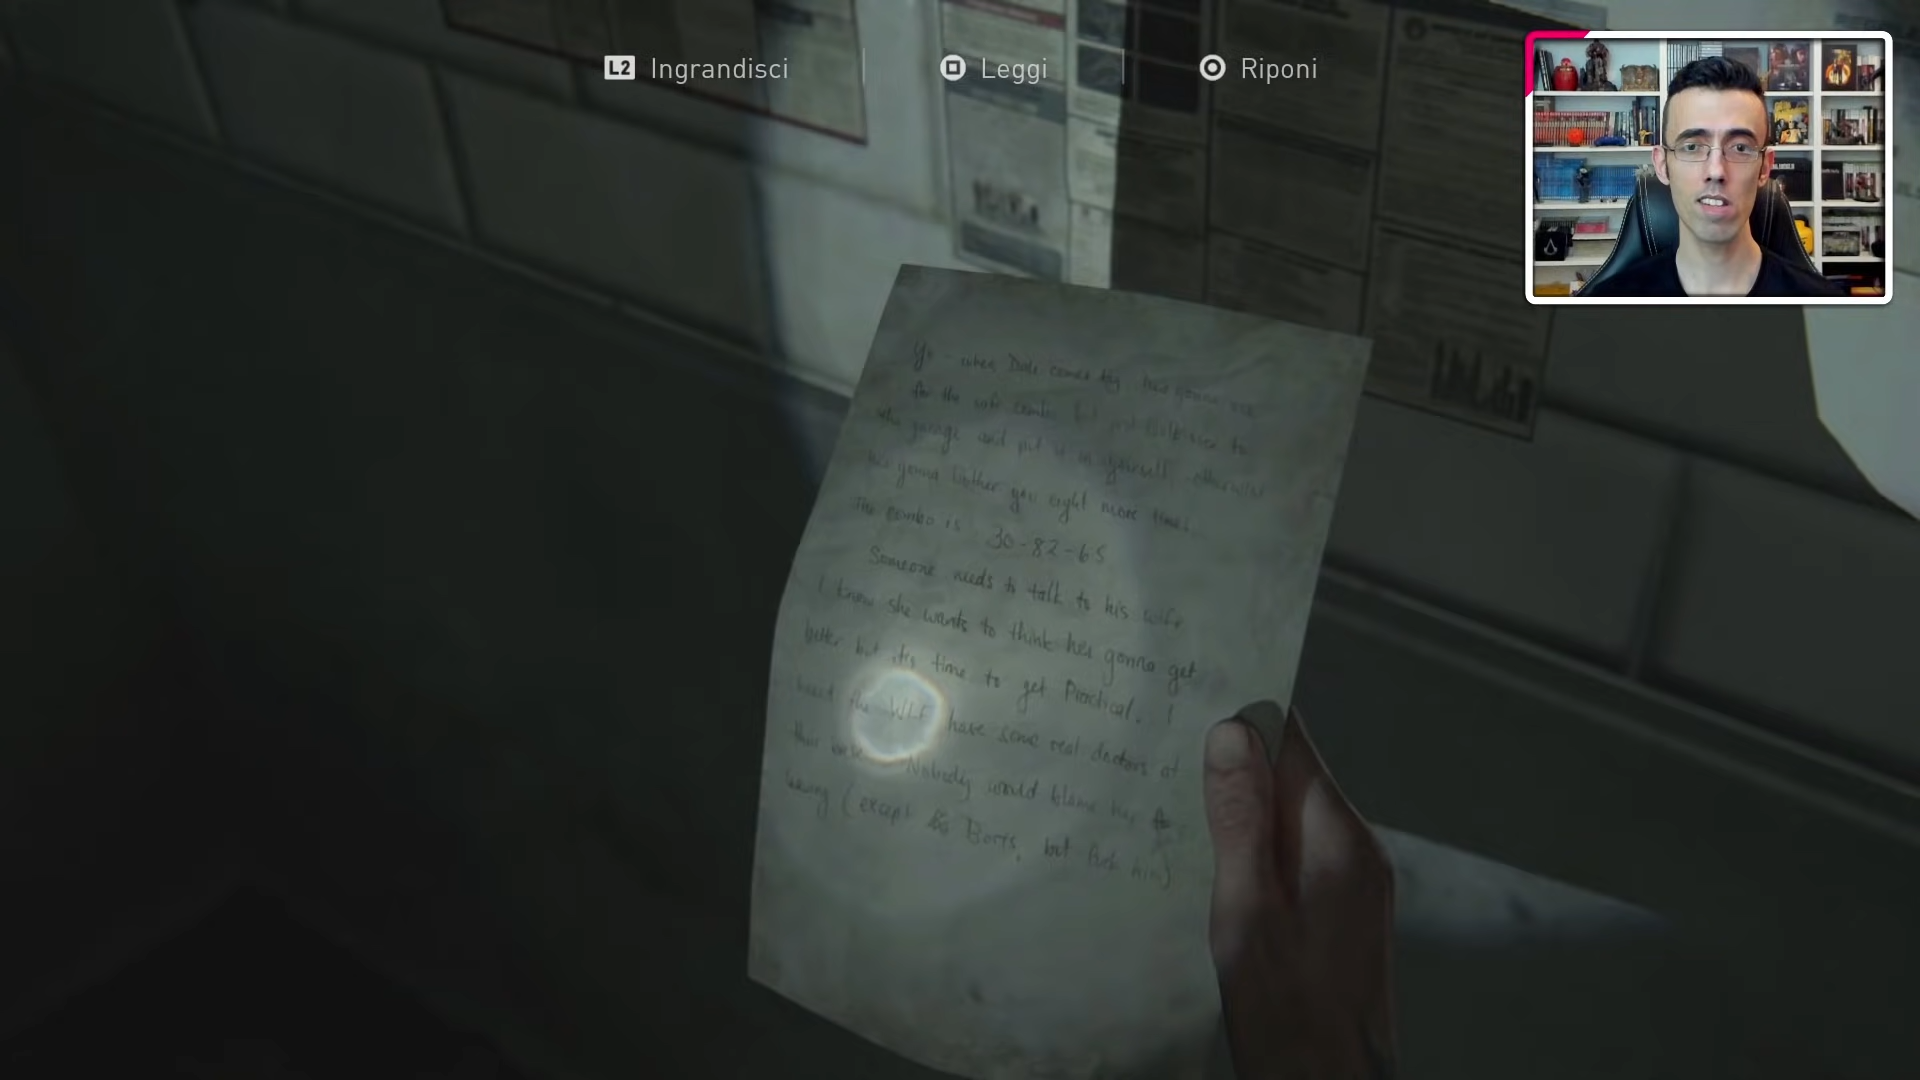 L2 Ingrandisci
Leggi
Riponi
Yo - when Dale comes by, he's gonna ask
for the safe combo but just walk over to
the garage and put it in yourself, otherwise
he's gonna bother you eight more times.
The combo is 30-82-65
Someone needs to talk to his wife
I know she wants to think he's gonna get
better but it's time to get Practical. I
heard the WLF have some real doctors at
their base. Nobody would blame her for
leaving (except Boris, but fuck him)